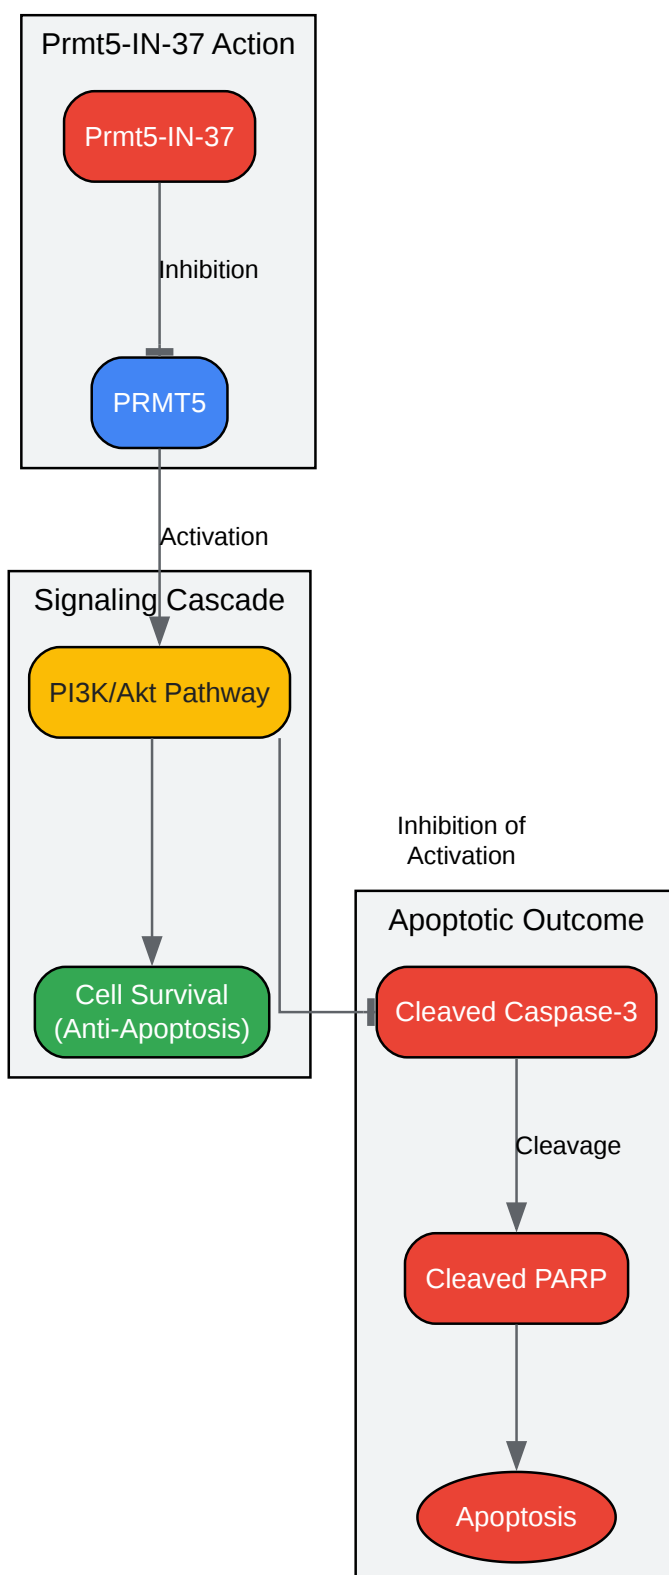 Prmt5-IN-37 Action
Prmt5-IN-37
Inhibition
PRMT5
Activation
Signaling Cascade
PI3K/Akt Pathway
Inhibition of
Activation
Apoptotic Outcome
Cell Survival
(Anti-Apoptosis)
Cleaved Caspase-3
Cleavage
Cleaved PARP
Apoptosis